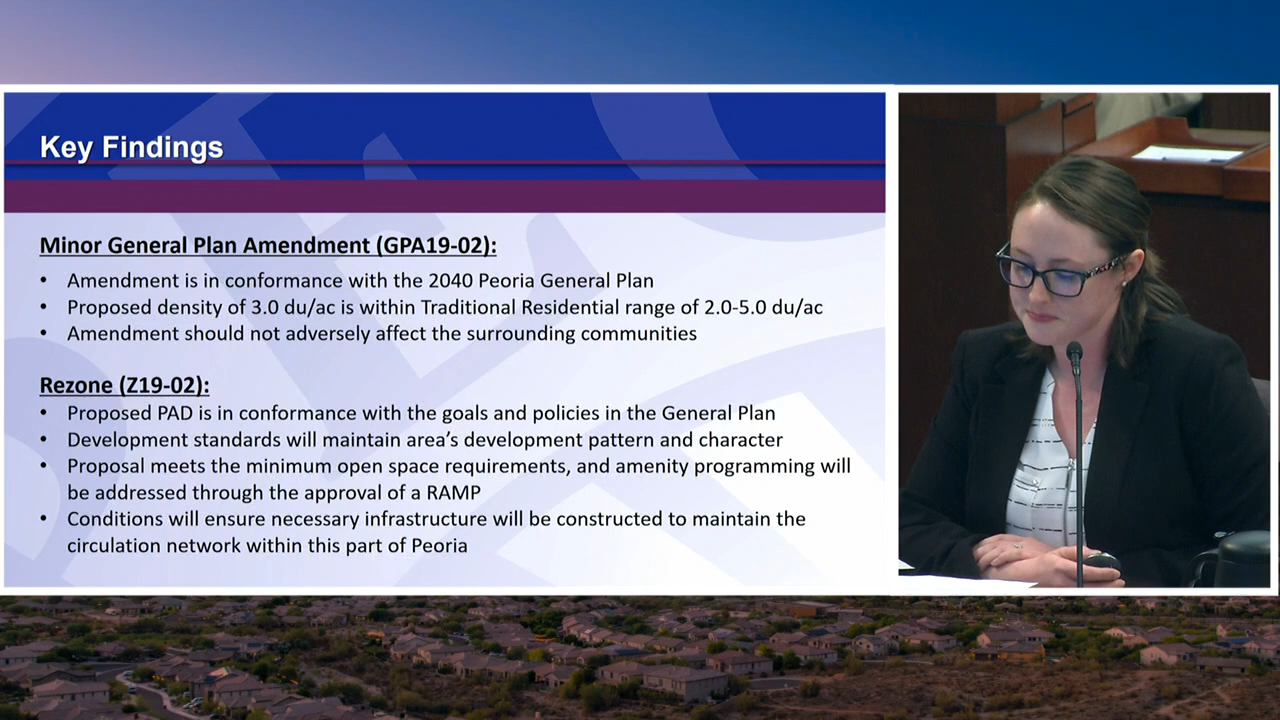 Key Findings
Minor General Plan Amendment (GPA19-02):
• Amendment is in conformance with the 2040 Peoria General Plan
• Proposed density of 3.0 du/ac is within Traditional Residential range of 2.0-5.0 du/ac
• Amendment should not adversely affect the surrounding communities
Rezone (Z19-02):
• Proposed PAD is in conformance with the goals and policies in the General Plan
• Development standards will maintain area's development pattern and character
• Proposal meets the minimum open space requirements, and amenity programming will
be addressed through the approval of a RAMP
• Conditions will ensure necessary infrastructure will be constructed to maintain the
circulation network within this part of Peoria